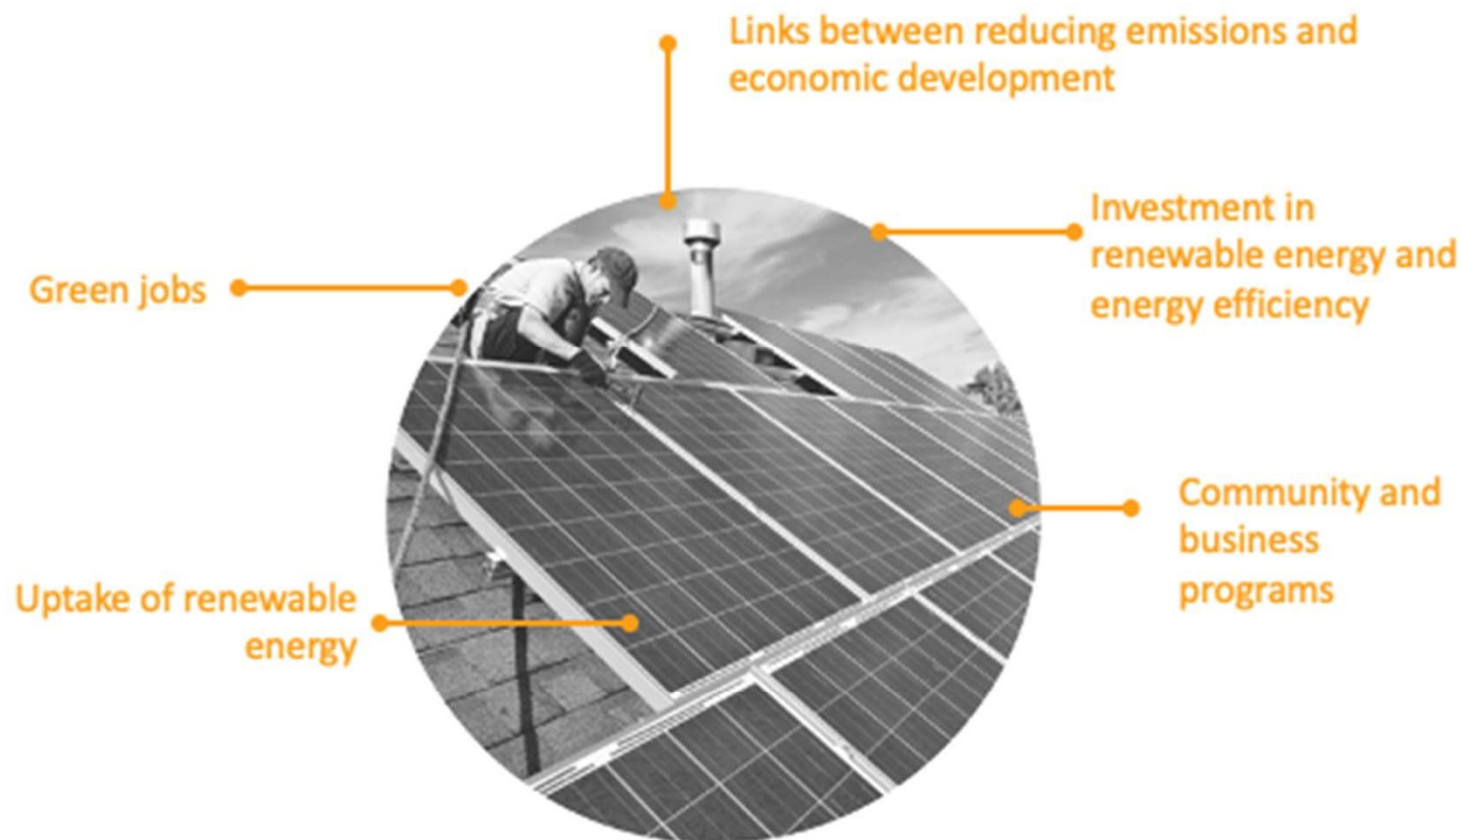 Links between reducing emissions and
economic development
Investment in
renewable energy and
energy efficiency
Green jobs
Community and
business
programs
Uptake of renewable
energy